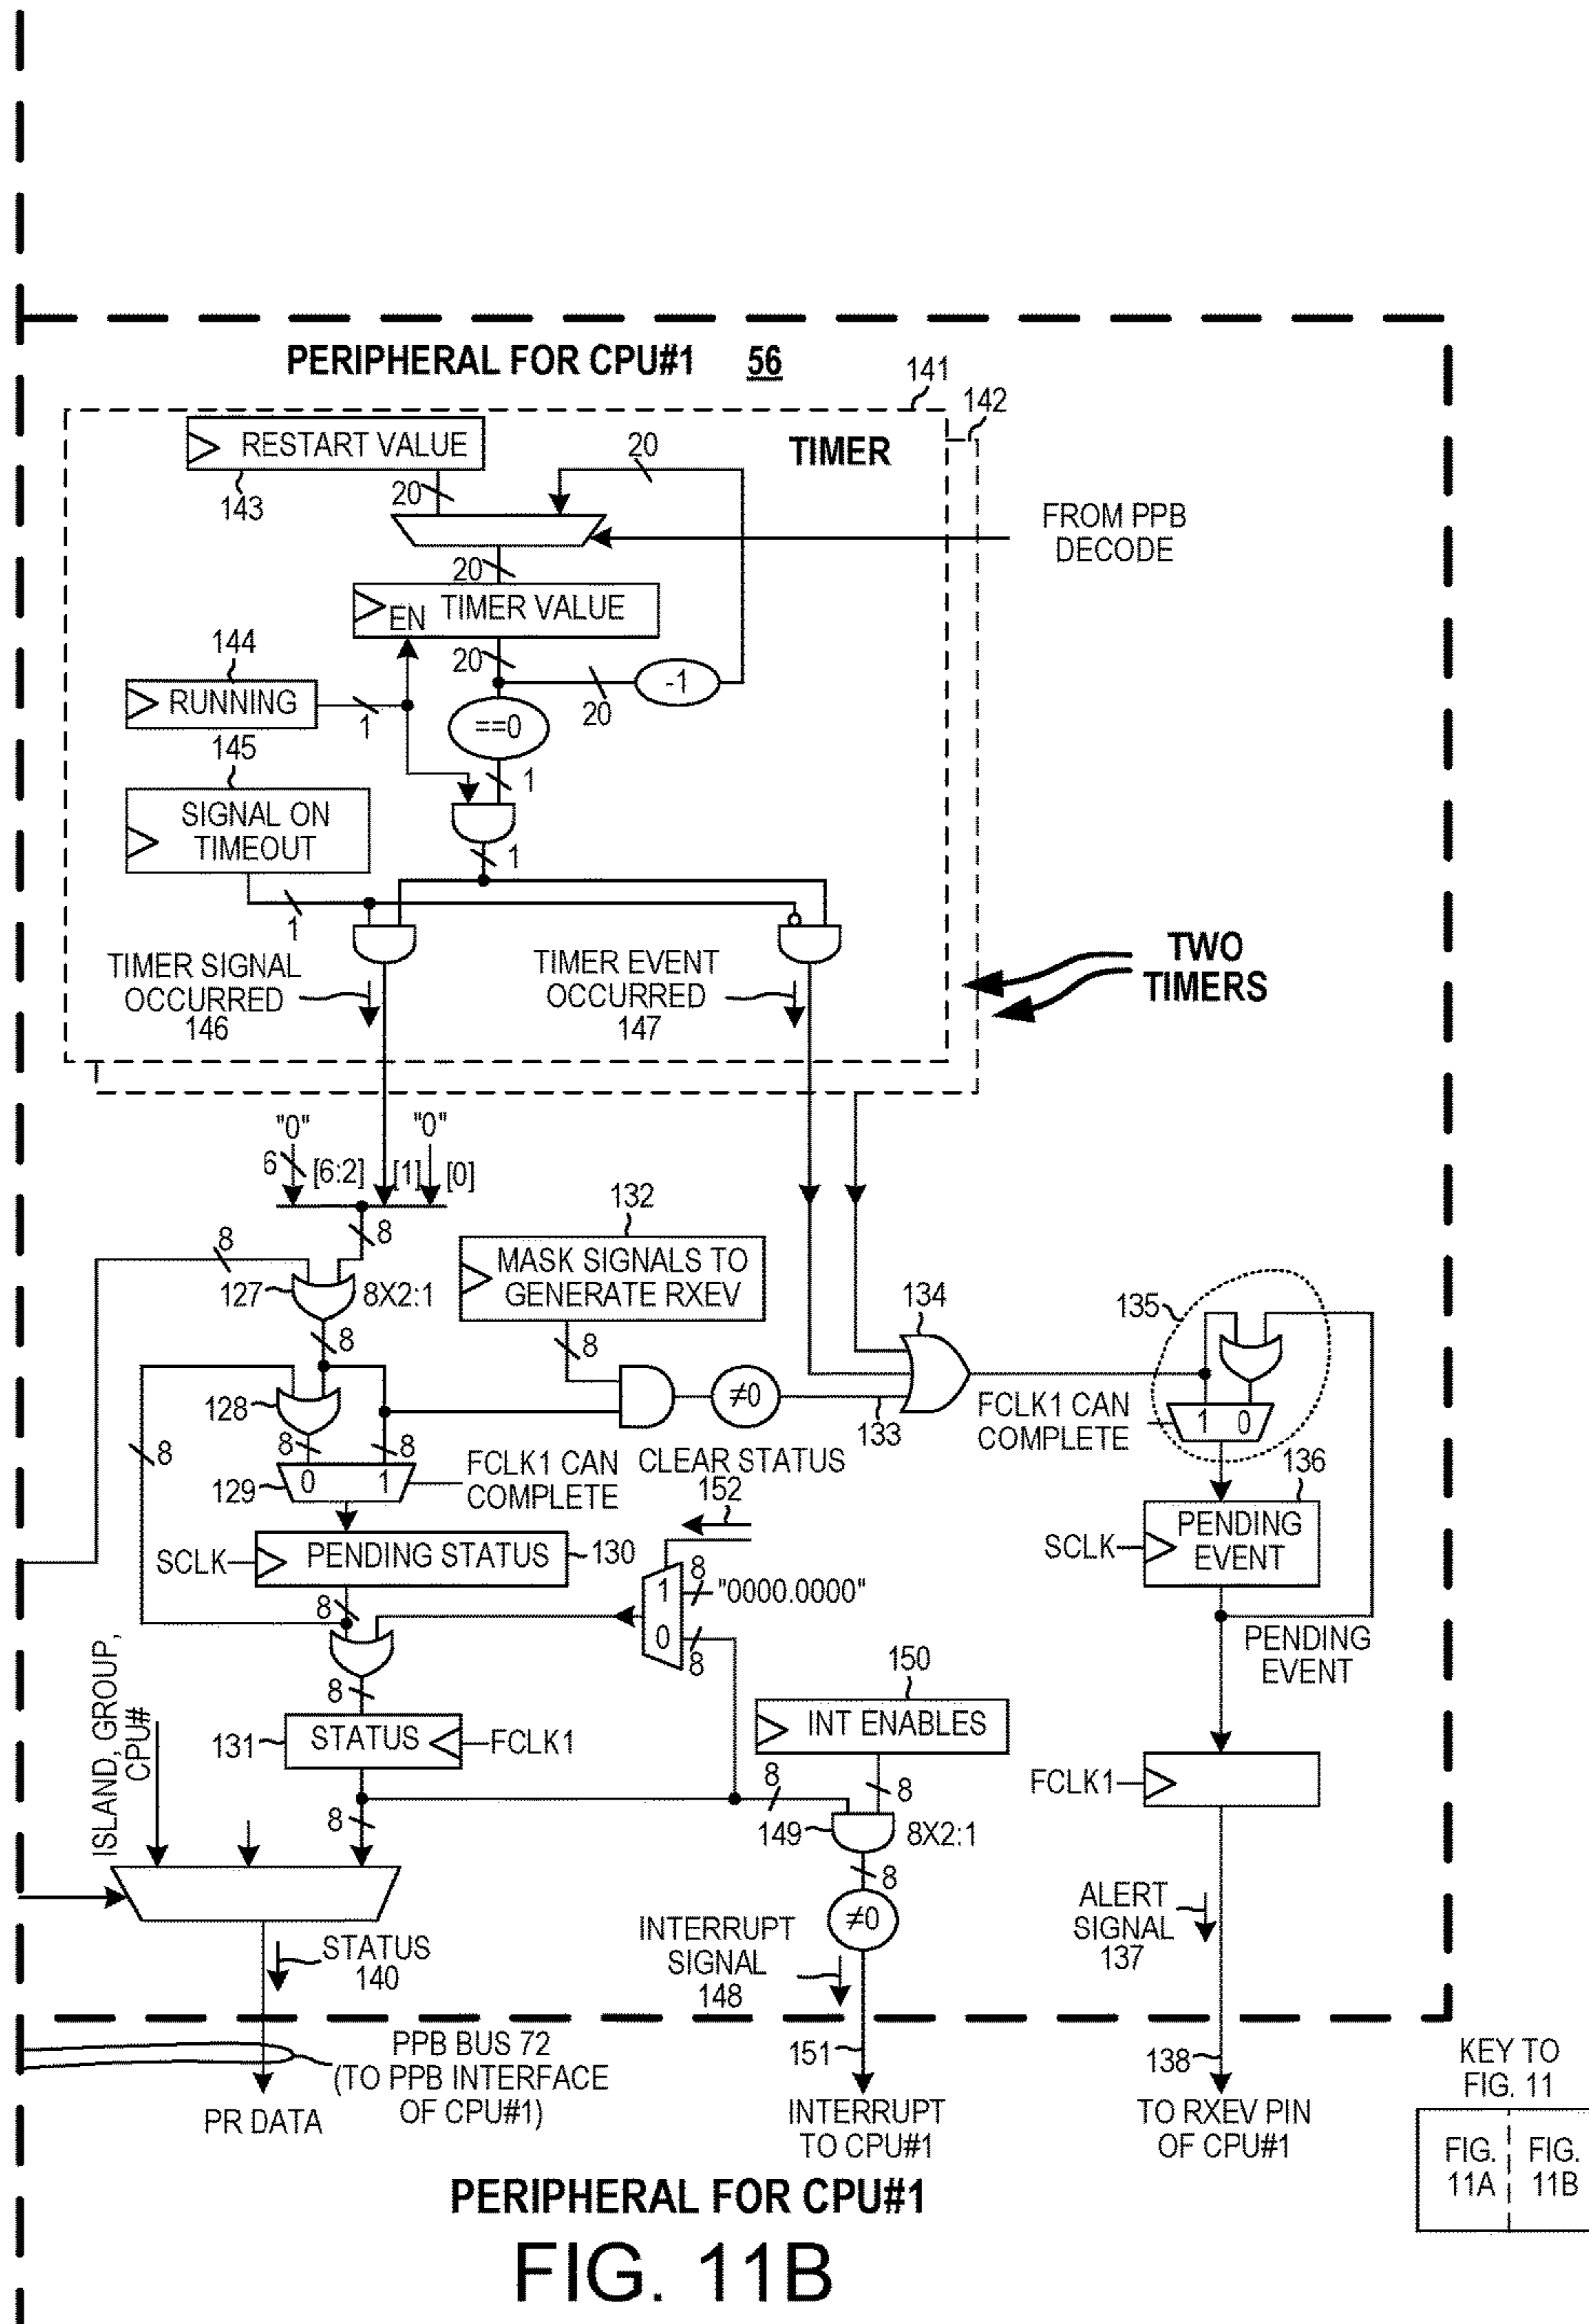 PERIPHERAL FOR CPU#1 56
141
142
RESTART VALUE
TIMER
20
143
20
FROM PPB
DECODE
20
EN TIMER VALUE
144
20
RUNNING
-1
1
20
==0
145
1
SIGNAL ON
TIMEOUT
1
1
TIMER SIGNAL
OCCURRED
146
TIMER EVENT
OCCURRED
147
TWO
TIMERS
"0"
"0"
6
[6:2]
[1]
[0]
8
132
8
MASK SIGNALS TO
GENERATE RXEV
127
8X2:1
134
135
8
8
128
≠0
133
FCLK1 CAN
COMPLETE
1 0
8
8
8
129
0 1
FCLK1 CAN
COMPLETE
CLEAR STATUS
152
136
SCLK
PENDING STATUS
130
SCLK
PENDING
EVENT
1
8
"0000.0000"
8
0
8
PENDING
EVENT
150
8
INT ENABLES
ISLAND, GROUP,
CPU#
131
STATUS
FCLK1
FCLK1
8
8
8
149
8X2:1
8
≠0
ALERT
SIGNAL
137
INTERRUPT
SIGNAL
148
STATUS
140
PPB BUS 72
(TO PPB INTERFACE
OF CPU#1)
151
138
KEY TO
FIG. 11
PR DATA
INTERRUPT
TO CPU#1
TO RXEV PIN
OF CPU#1
FIG.
11A
FIG.
11B
PERIPHERAL FOR CPU#1
FIG. 11B